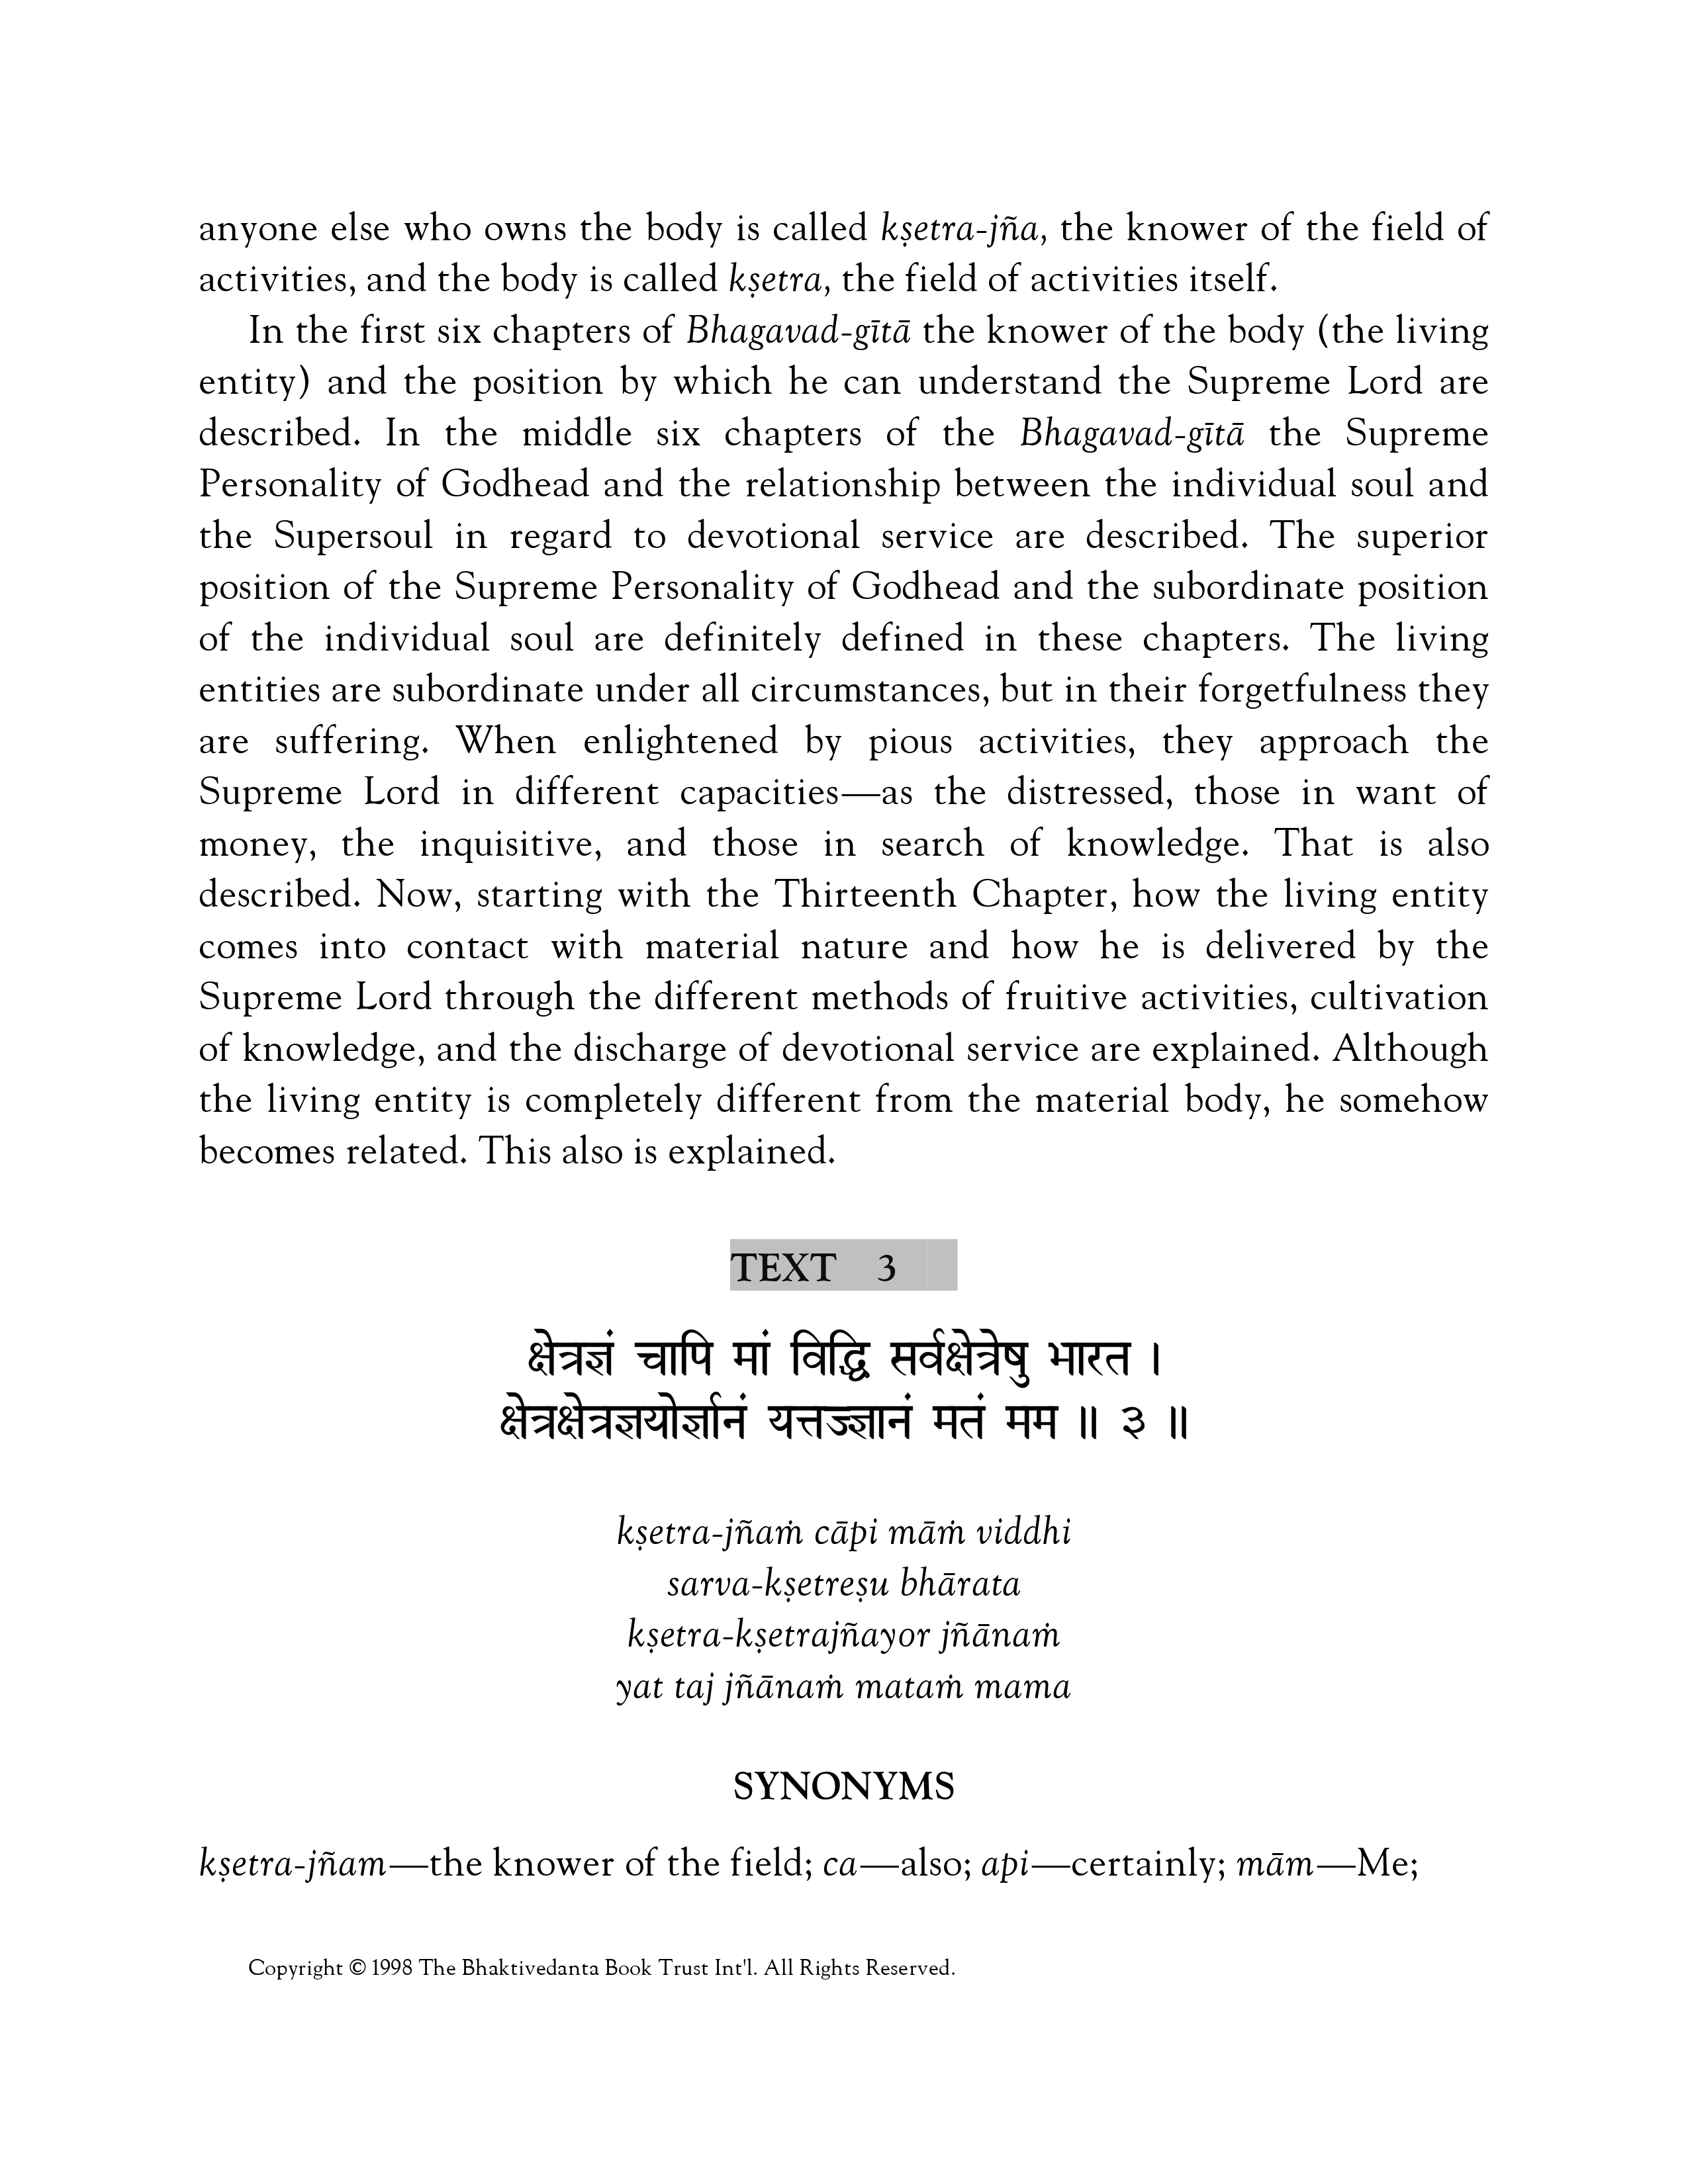 anyone else who owns the body is called kṣetra-jña, the knower of the field of
activities, and the body is called kṣetra, the field of activities itself.
In the first six chapters of Bhagavad-gītā the knower of the body (the living
entity) and the position by which he can understand the Supreme Lord are
described. In the middle six chapters of the Bhagavad-gītā the Supreme
Personality of Godhead and the relationship between the individual soul and
the Supersoul in regard to devotional service are described. The superior
position of the Supreme Personality of Godhead and the subordinate position
of the individual soul are definitely defined in these chapters. The living
entities are subordinate under all circumstances, but in their forgetfulness they
are suffering. When enlightened by pious activities, they approach the
Supreme Lord in different capacities—as the distressed, those in want of
money, the inquisitive, and those in search of knowledge. That is also
described. Now, starting with the Thirteenth Chapter, how the living entity
comes into contact with material nature and how he is delivered by the
Supreme Lord through the different methods of fruitive activities, cultivation
of knowledge, and the discharge of devotional service are explained. Although
the living entity is completely different from the material body, he somehow
becomes related. This also is explained.
TEXT 3
क्षेत्रज्ञं चापि मां विद्धि सर्वक्षेत्रेषु भारत ।
क्षेत्रक्षेत्रज्ञयोर्ज्ञानं यत्तज्ज्ञानं मतं मम ॥ ३ ॥
kṣetra-jñaṁ cāpi māṁ viddhi
sarva-kṣetreṣu bhārata
kṣetra-kṣetrajñayor jñānaṁ
yat taj jñānaṁ mataṁ mama
SYNONYMS
kṣetra-jñam—the knower of the field; ca—also; api—certainly; mām—Me;
Copyright © 1998 The Bhaktivedanta Book Trust Int'l. All Rights Reserved.